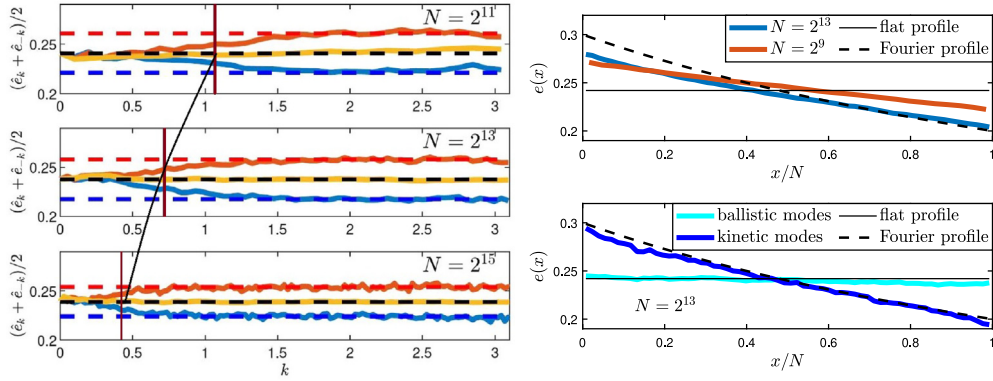 (ê_k + ê_{-k})/2
0.25
0.2
N = 2^{11}
0 0.5 1 1.5 2 2.5 3
(ê_k + ê_{-k})/2
0.25
0.2
N = 2^{13}
0 0.5 1 1.5 2 2.5 3
(ê_k + ê_{-k})/2
0.25
0.2
N = 2^{15}
0 0.5 1 1.5 2 2.5 3
k
e(x)
0.3
0.25
0.2
N = 2^{13} flat profile
N = 2^9 Fourier profile
0 0.2 0.4 0.6 0.8 1
x/N
e(x)
0.3
0.25
0.2
ballistic modes flat profile
kinetic modes Fourier profile
N = 2^{13}
0 0.2 0.4 0.6 0.8 1
x/N